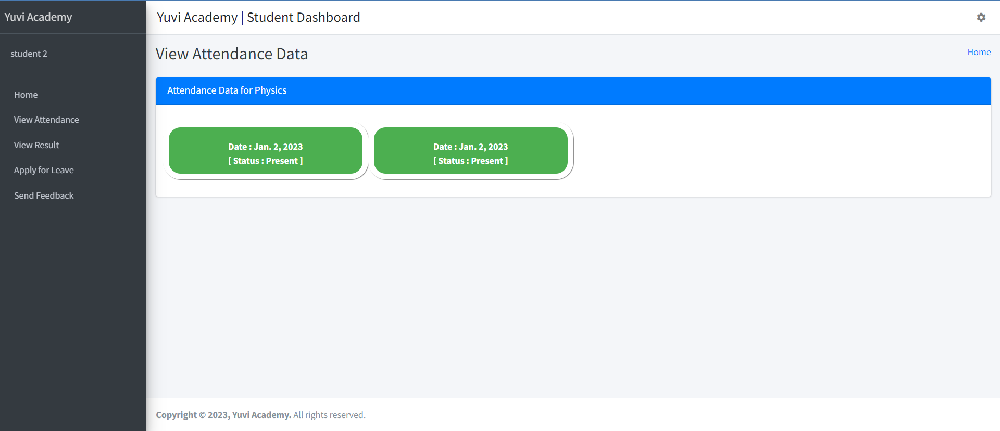 Yuvi Academy
student 2
Home
View Attendance
View Result
Apply for Leave
Send Feedback
Yuvi Academy | Student Dashboard
View Attendance Data
Home
Attendance Data for Physics
Date : Jan. 2, 2023
[ Status : Present ]
Date : Jan. 2, 2023
[ Status : Present ]
Copyright © 2023, Yuvi Academy. All rights reserved.